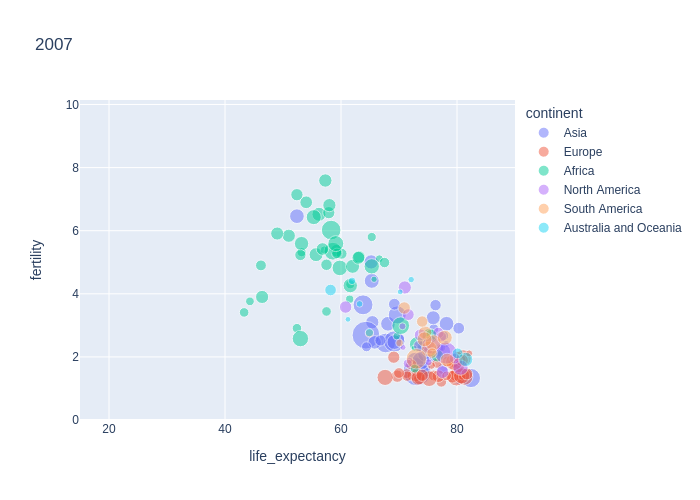 2007
continent
Asia
Europe
Africa
North America
South America
Australia and Oceania
fertility
10
8
6
4
2
0
20 40 60 80
life_expectancy